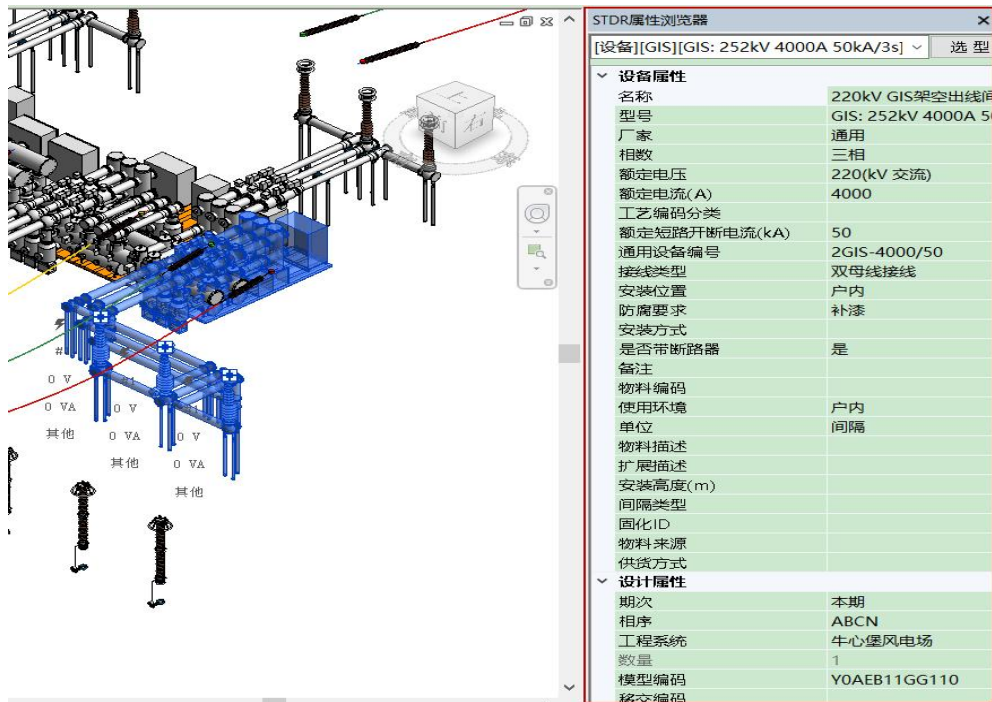 STDR属性浏览器
[设备][GIS][GIS: 252kV 4000A 50kA/3s]
选 型
设备属性
名称 220kV GIS架空出线间
型号 GIS: 252kV 4000A 50
厂家 通用
相数 三相
额定电压 220(kV 交流)
额定电流(A) 4000
工艺编码分类
额定短路开断电流(kA) 50
通用设备编号 2GIS-4000/50
接线类型 双母线接线
安装位置 户内
防腐要求 补漆
安装方式
是否带断路器 是
备注
物料编码
使用环境 户内
单位 间隔
物料描述
扩展描述
安装高度(m)
间隔类型
固化ID
物料来源
供货方式
设计属性
期次 本期
相序 ABCN
工程系统 牛心堡风电场
数量 1
模型编码 Y0AEB11GG110
移交编码
上
右
#
0 V
0 VA
其他
0 V
0 VA
其他
0 V
0 VA
其他